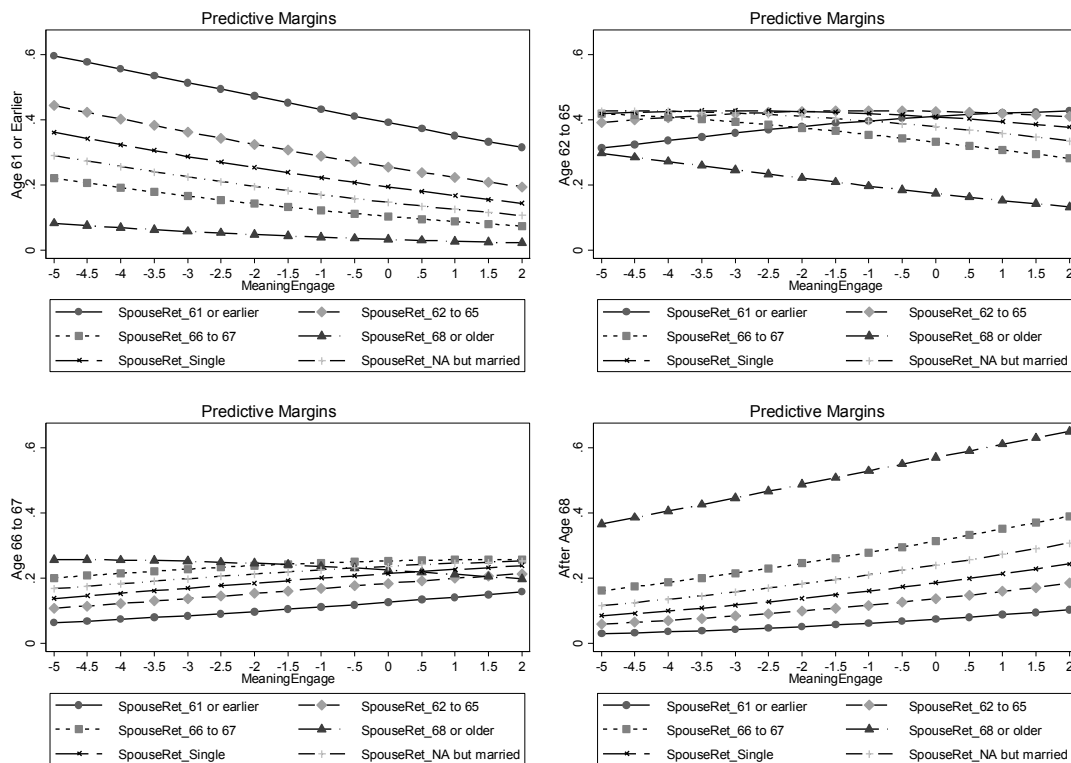 Predictive Margins
Age 61 or Earlier
.6
.4
.2
0
-5 -4.5 -4 -3.5 -3 -2.5 -2 -1.5 -1 -.5 0 .5 1 1.5 2
MeaningEngage
SpouseRet_61 or earlier SpouseRet_62 to 65
SpouseRet_66 to 67 SpouseRet_68 or older
SpouseRet_Single SpouseRet_NA but married
Predictive Margins
Age 62 to 65
.6
.4
.2
0
-5 -4.5 -4 -3.5 -3 -2.5 -2 -1.5 -1 -.5 0 .5 1 1.5 2
MeaningEngage
SpouseRet_61 or earlier SpouseRet_62 to 65
SpouseRet_66 to 67 SpouseRet_68 or older
SpouseRet_Single SpouseRet_NA but married
Predictive Margins
Age 66 to 67
.6
.4
.2
0
-5 -4.5 -4 -3.5 -3 -2.5 -2 -1.5 -1 -.5 0 .5 1 1.5 2
MeaningEngage
SpouseRet_61 or earlier SpouseRet_62 to 65
SpouseRet_66 to 67 SpouseRet_68 or older
SpouseRet_Single SpouseRet_NA but married
Predictive Margins
After Age 68
.6
.4
.2
0
-5 -4.5 -4 -3.5 -3 -2.5 -2 -1.5 -1 -.5 0 .5 1 1.5 2
MeaningEngage
SpouseRet_61 or earlier SpouseRet_62 to 65
SpouseRet_66 to 67 SpouseRet_68 or older
SpouseRet_Single SpouseRet_NA but married